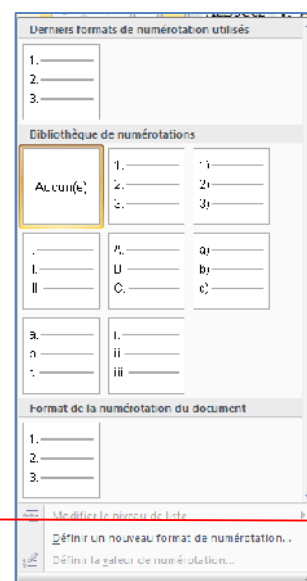 Derniers formats de numérotation utilisés
1.
2.
3.
Bibliothèque de numérotations
Aucun(e)
1.
2.
3.
1)
2)
3)
I.
II.
A.
B.
C.
a)
b)
c)
a.
b.
c.
i.
ii.
iii.
Format de la numérotation du document
1.
2.
3.
Modifier le niveau de liste
Définir un nouveau format de numérotation...
Définir la valeur de numérotation...